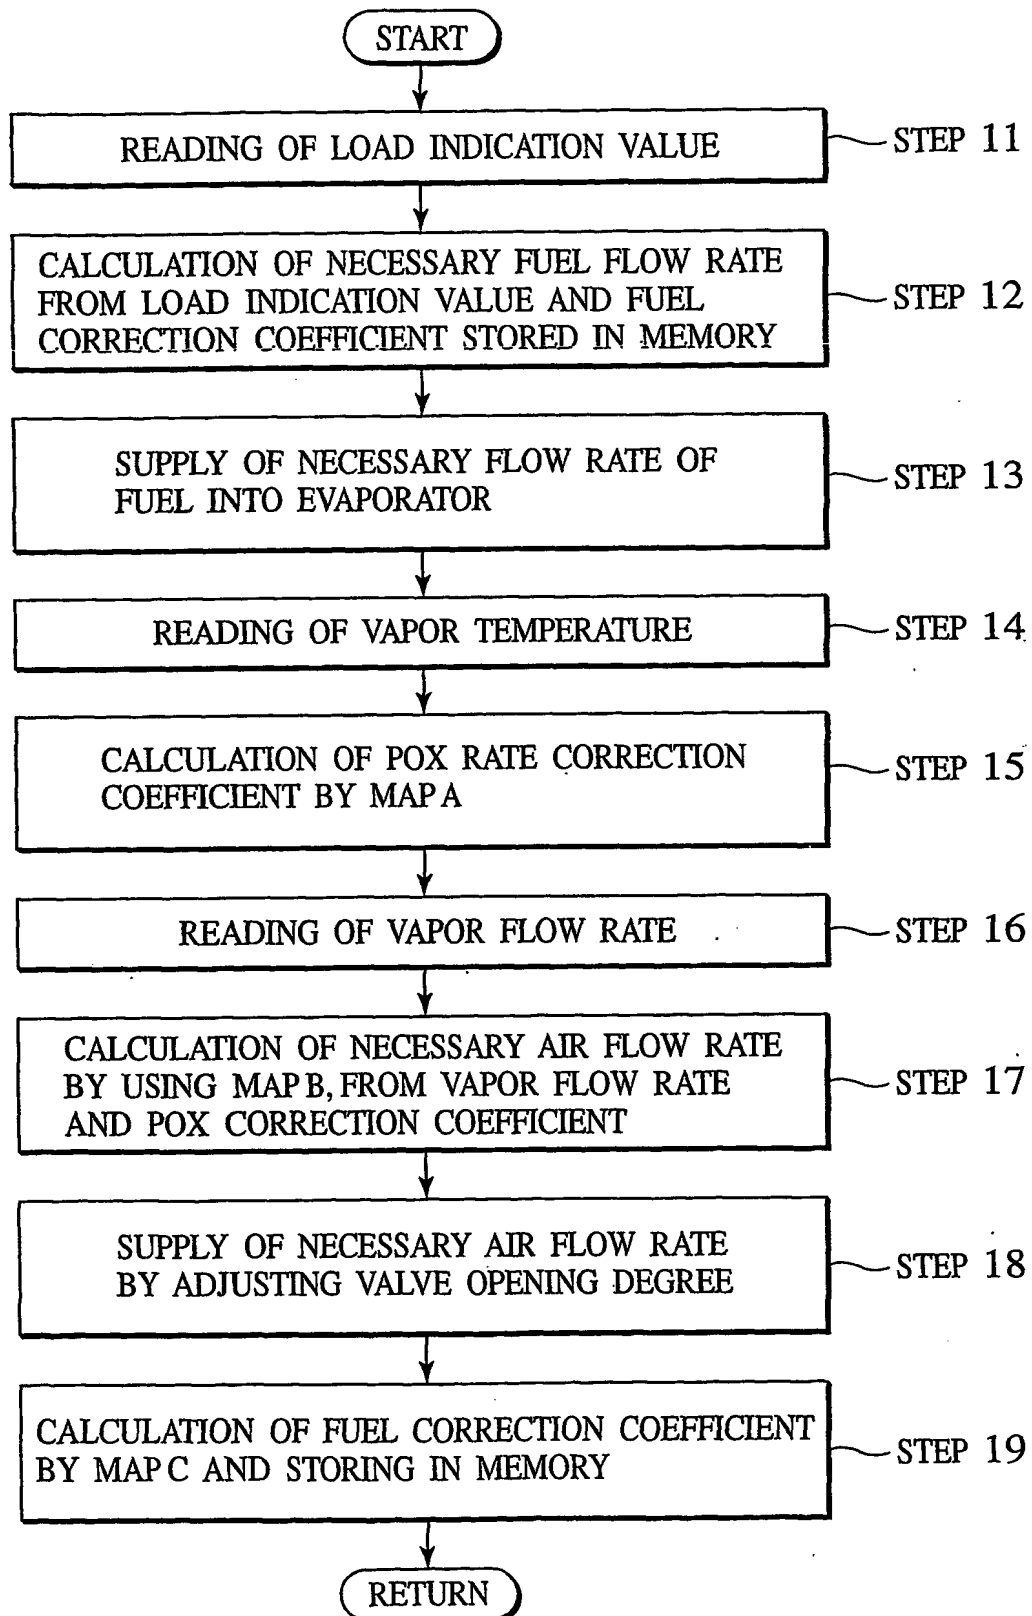 START
READING OF LOAD INDICATION VALUE
STEP 11
CALCULATION OF NECESSARY FUEL FLOW RATE
FROM LOAD INDICATION VALUE AND FUEL
CORRECTION COEFFICIENT STORED IN MEMORY
STEP 12
SUPPLY OF NECESSARY FLOW RATE OF
FUEL INTO EVAPORATOR
STEP 13
READING OF VAPOR TEMPERATURE
STEP 14
CALCULATION OF POX RATE CORRECTION
COEFFICIENT BY MAP A
STEP 15
READING OF VAPOR FLOW RATE
STEP 16
CALCULATION OF NECESSARY AIR FLOW RATE
BY USING MAP B, FROM VAPOR FLOW RATE
AND POX CORRECTION COEFFICIENT
STEP 17
SUPPLY OF NECESSARY AIR FLOW RATE
BY ADJUSTING VALVE OPENING DEGREE
STEP 18
CALCULATION OF FUEL CORRECTION COEFFICIENT
BY MAP C AND STORING IN MEMORY
STEP 19
RETURN